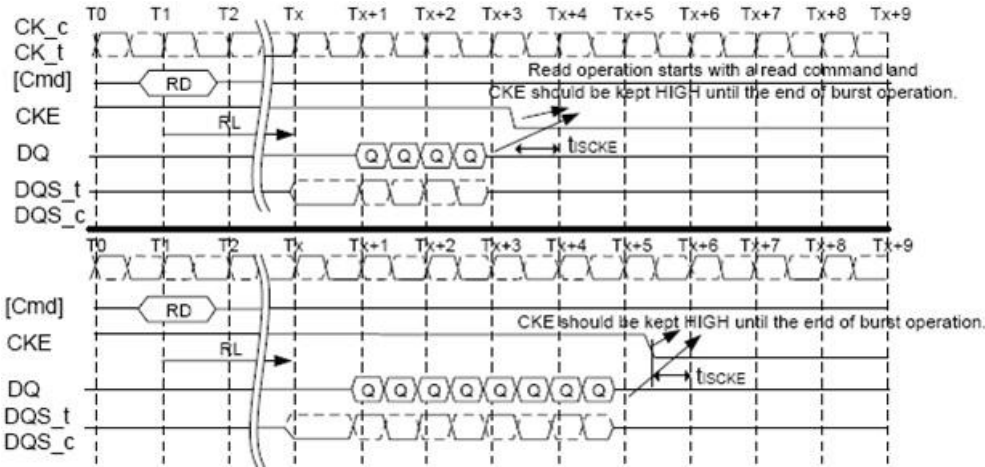 T0 T1 T2 Tx Tx+1 Tx+2 Tx+3 Tx+4 Tx+5 Tx+6 Tx+7 Tx+8 Tx+9
CK_c
CK_t
[Cmd] RD Read operation starts with a read command and
CKE CKE should be kept HIGH until the end of burst operation.
RL
DQ Q Q Q Q tISCKE
DQS_t
DQS_c
T0 T1 T2 Tx Tx+1 Tx+2 Tx+3 Tx+4 Tx+5 Tx+6 Tx+7 Tx+8 Tx+9
[Cmd] RD
CKE CKE should be kept HIGH until the end of burst operation.
RL
DQ Q Q Q Q Q Q Q Q tISCKE
DQS_t
DQS_c